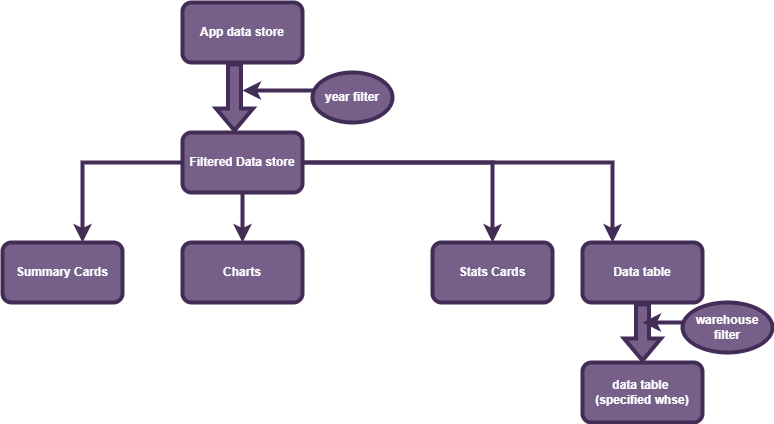 App data store
year filter
Filtered Data store
Summary Cards
Charts
Stats Cards
Data table
warehouse
filter
data table
(specified whse)